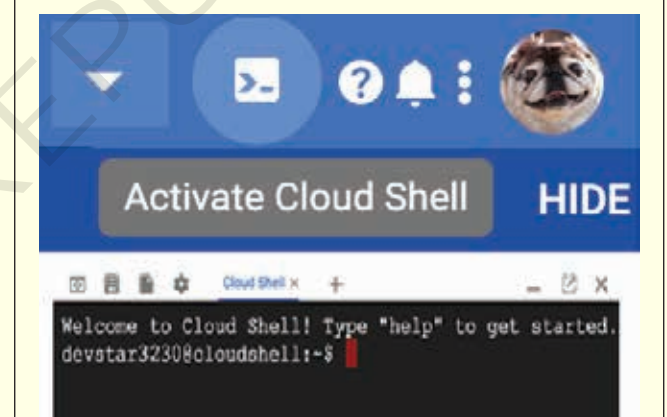 Activate Cloud Shell
HIDE
Cloud Shell ×
Welcome to Cloud Shell! Type "help" to get started.
devstar3230@cloudshell:~$